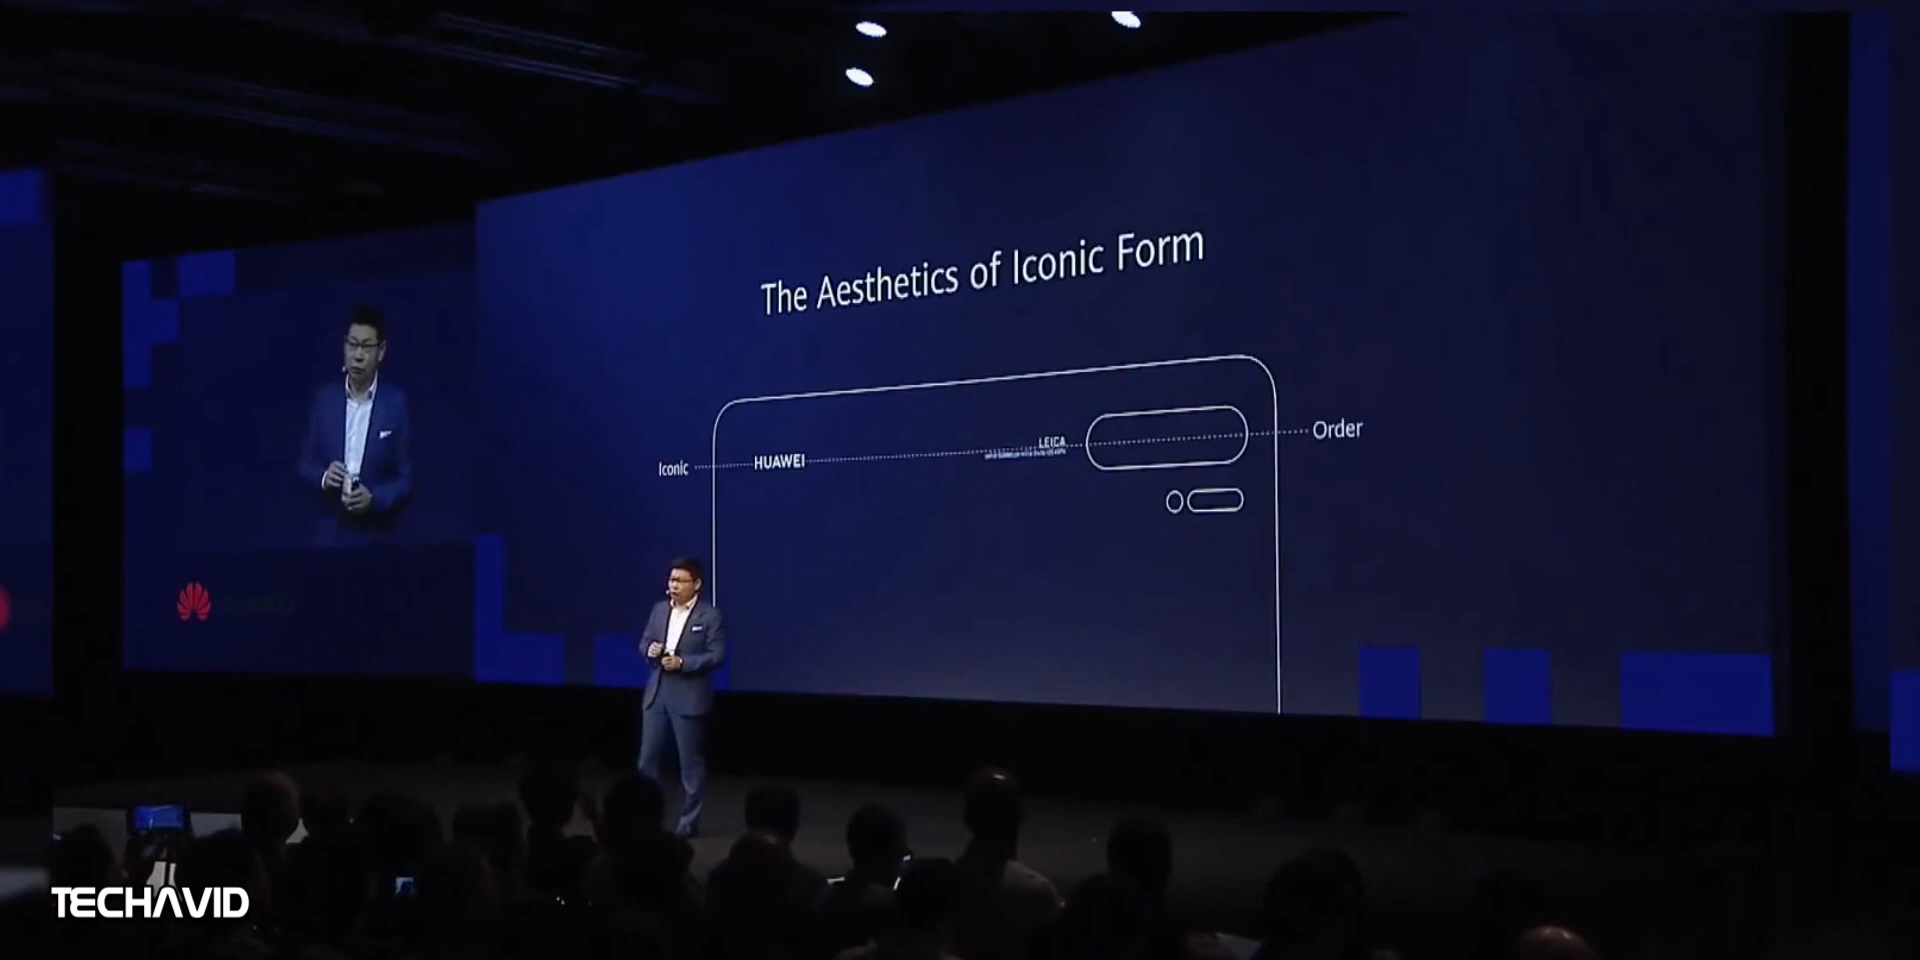 The Aesthetics of Iconic Form
Iconic
HUAWEI
LEICA
Order
TECHAVID